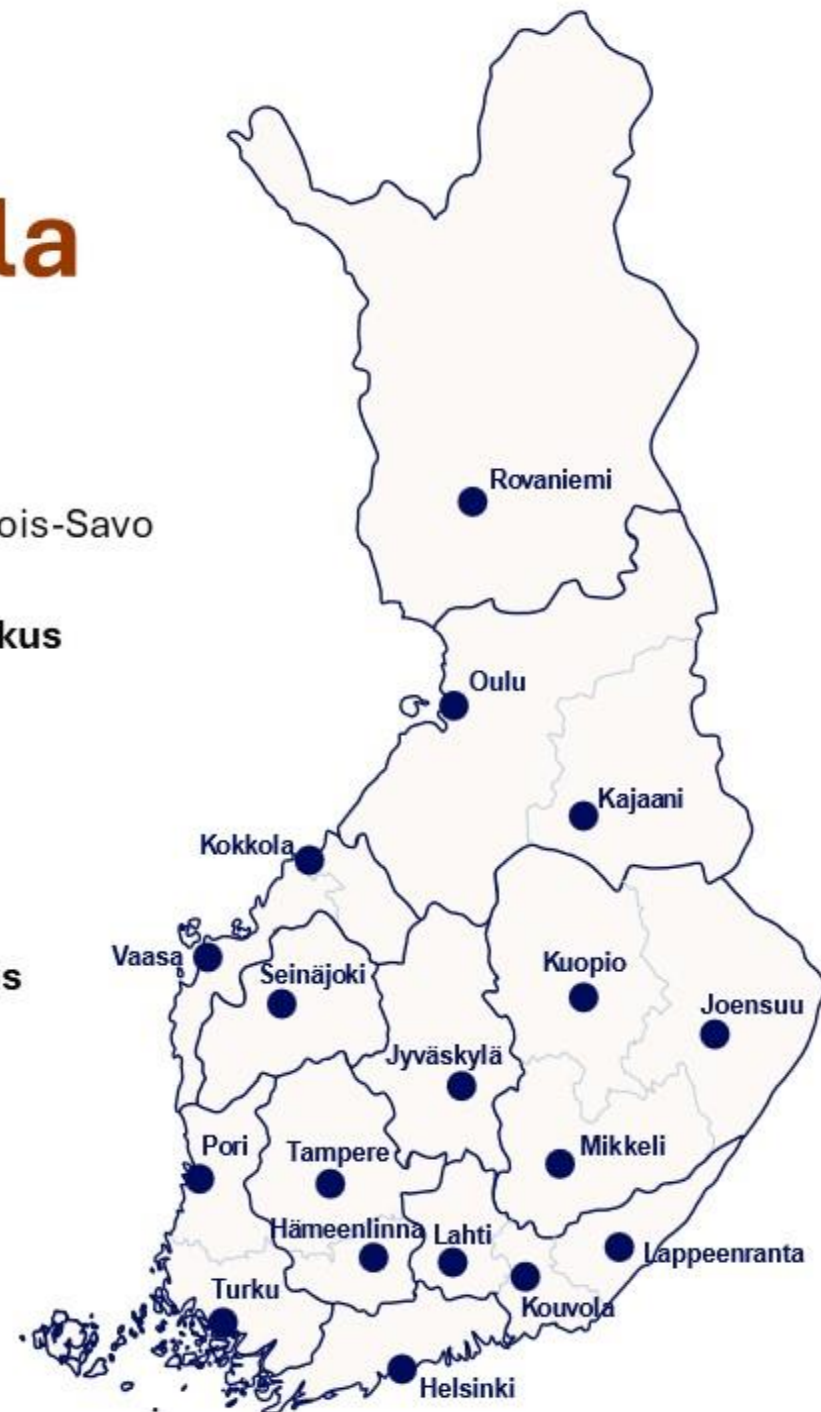 la
ois-Savo
kus
s
Rovaniemi
Oulu
Kajaani
Kokkola
Vaasa
Seinäjoki
Kuopio
Joensuu
Jyväskylä
Pori
Tampere
Mikkeli
Hämeenlinna
Lahti
Lappeenranta
Turku
Kouvola
Helsinki